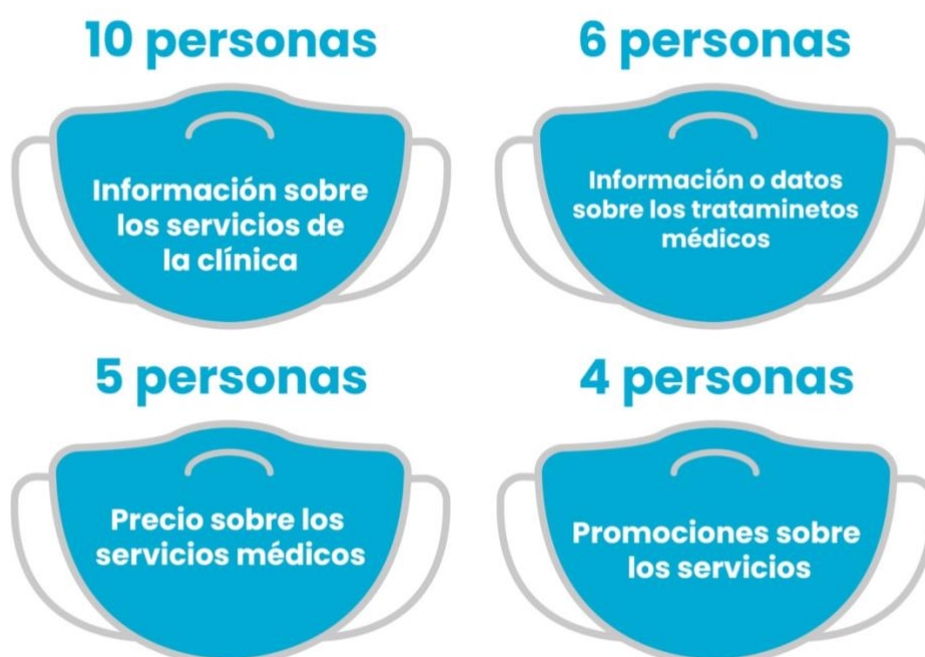 10 personas
6 personas
Información sobre
los servicios de
la clínica
Información o datos
sobre los trataminetos
médicos
5 personas
4 personas
Precio sobre los
servicios médicos
Promociones sobre
los servicios